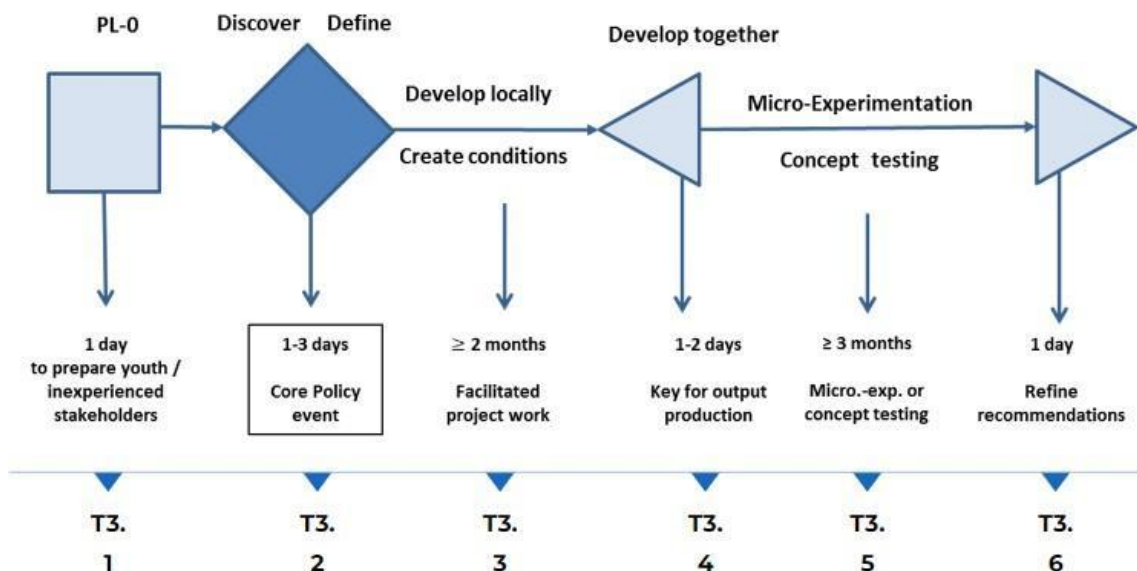 PL-0
Discover Define
Develop together
Develop locally
Create conditions
Micro-Experimentation
Concept testing
1 day
to prepare youth /
inexperienced
stakeholders
1-3 days
Core Policy
event
≥ 2 months
Facilitated
project work
1-2 days
Key for output
production
≥ 3 months
Micro.-exp. or
concept testing
1 day
Refine
recommendations
T3.
1
T3.
2
T3.
3
T3.
4
T3.
5
T3.
6